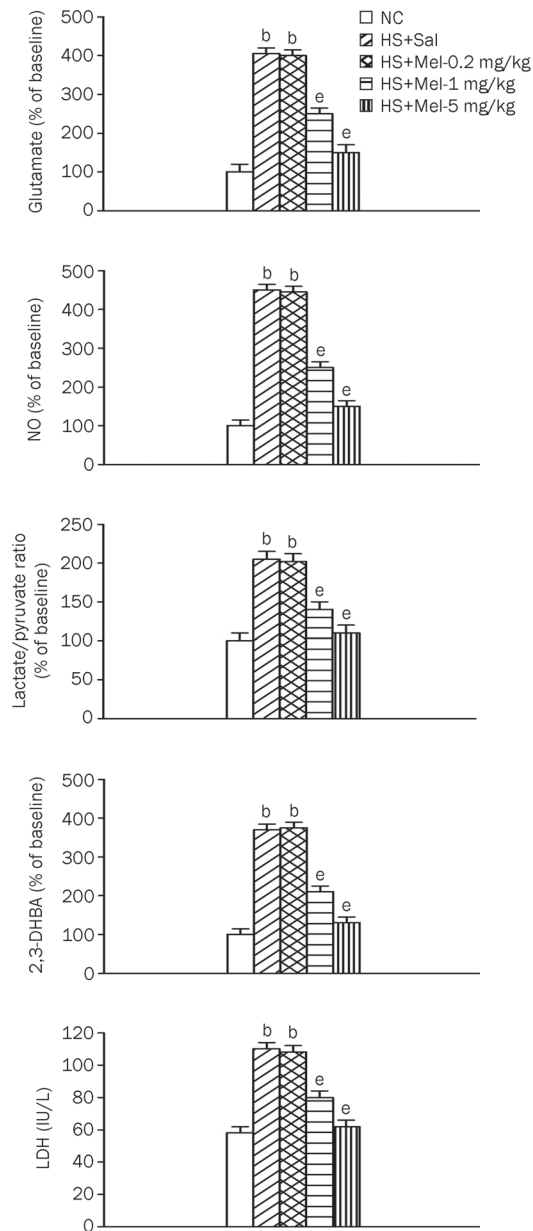 500
400
300
200
100
0
Glutamate (% of baseline)
b
b
e
e
NC
HS+Sal
HS+Mel-0.2 mg/kg
HS+Mel-1 mg/kg
HS+Mel-5 mg/kg
500
400
300
200
100
0
NO (% of baseline)
b
b
e
e
250
200
150
100
50
0
Lactate/pyruvate ratio
(% of baseline)
b
b
e
e
500
400
300
200
100
0
2,3-DHBA (% of baseline)
b
b
e
e
120
100
80
60
40
20
0
LDH (IU/L)
b
b
e
e